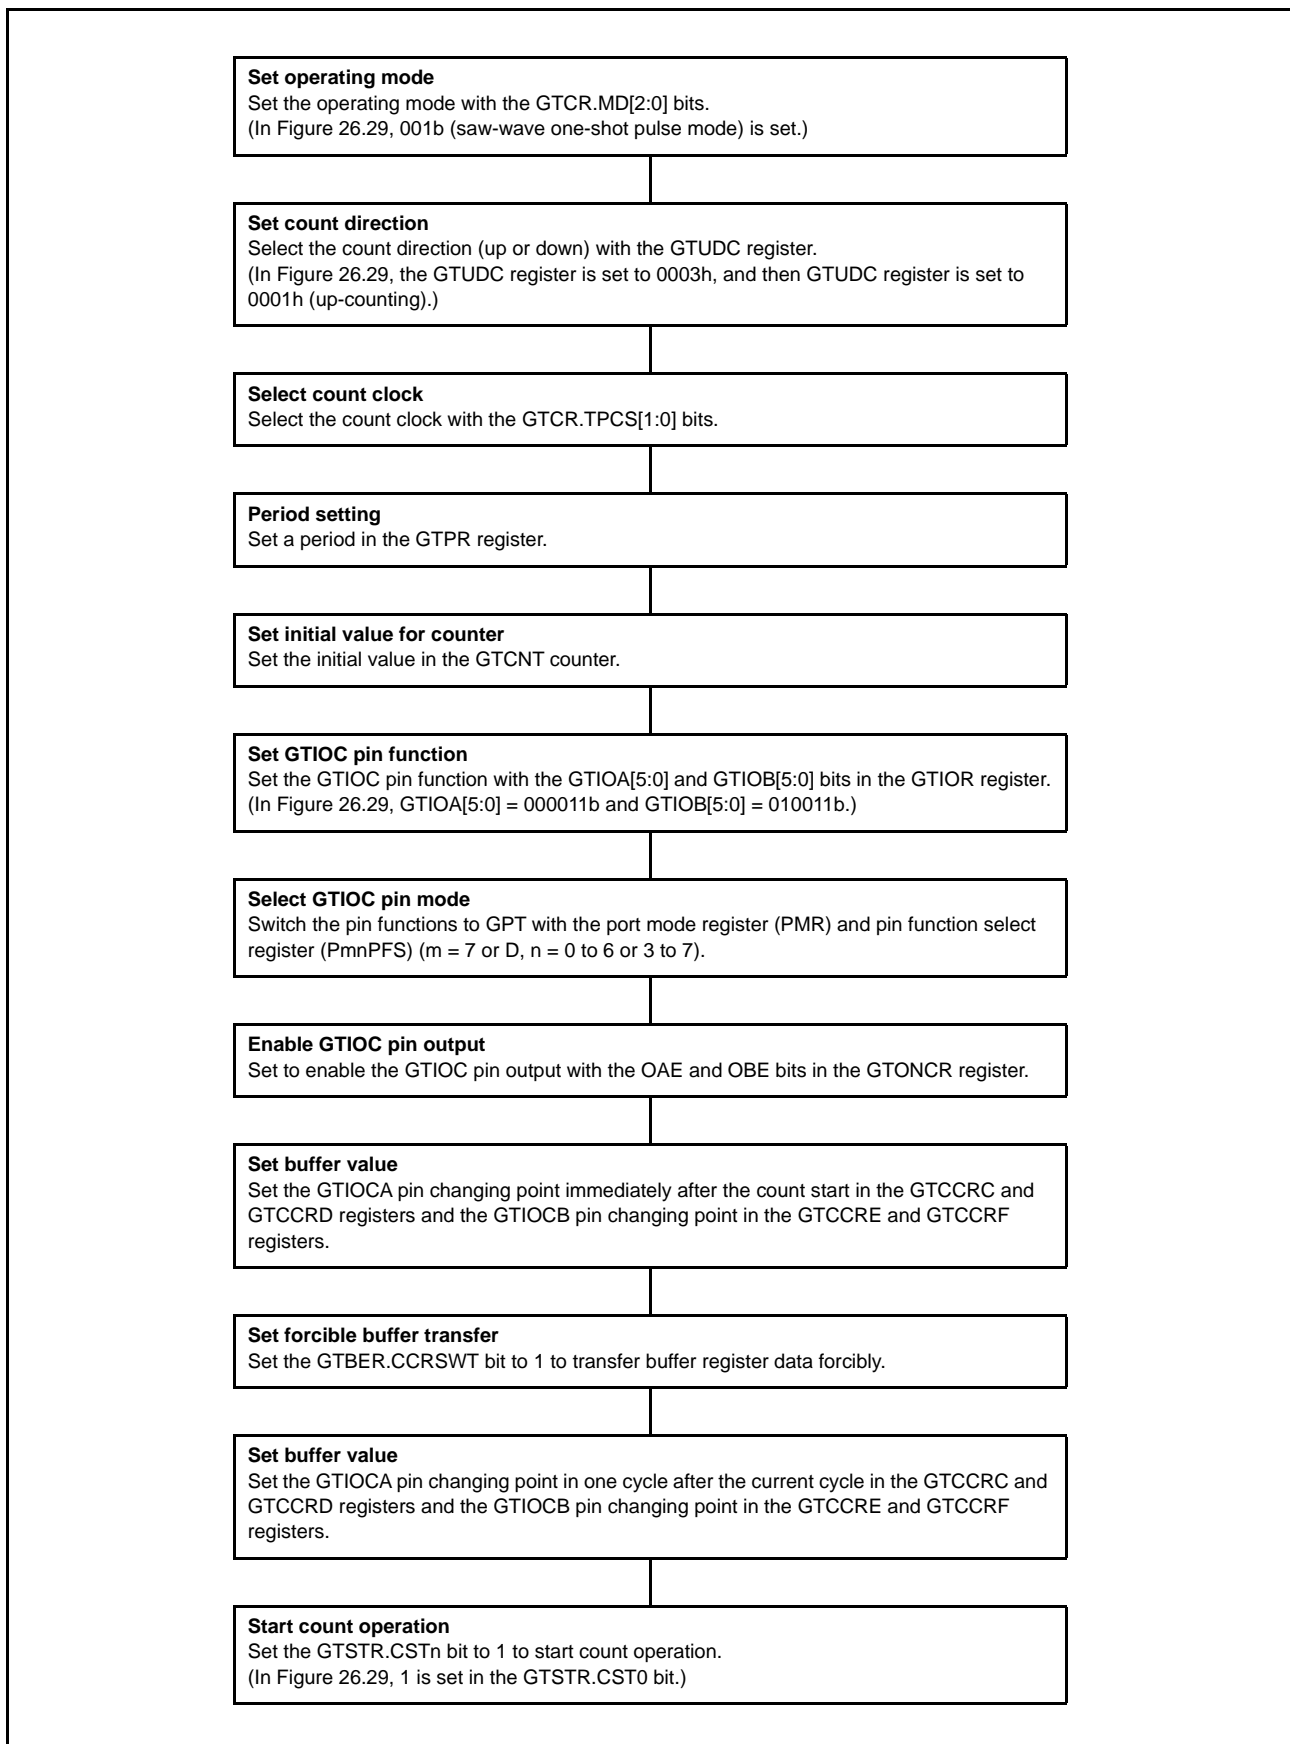 Set operating mode
Set the operating mode with the GTCR.MD[2:0] bits.
(In Figure 26.29, 001b (saw-wave one-shot pulse mode) is set.)
Set count direction
Select the count direction (up or down) with the GTUDC register.
(In Figure 26.29, the GTUDC register is set to 0003h, and then GTUDC register is set to
0001h (up-counting).)
Select count clock
Select the count clock with the GTCR.TPCS[1:0] bits.
Period setting
Set a period in the GTPR register.
Set initial value for counter
Set the initial value in the GTCNT counter.
Set GTIOC pin function
Set the GTIOC pin function with the GTIOA[5:0] and GTIOB[5:0] bits in the GTIOR register.
(In Figure 26.29, GTIOA[5:0] = 000011b and GTIOB[5:0] = 010011b.)
Select GTIOC pin mode
Switch the pin functions to GPT with the port mode register (PMR) and pin function select
register (PmnPFS) (m = 7 or D, n = 0 to 6 or 3 to 7).
Enable GTIOC pin output
Set to enable the GTIOC pin output with the OAE and OBE bits in the GTONCR register.
Set buffer value
Set the GTIOCA pin changing point immediately after the count start in the GTCCRC and
GTCCRD registers and the GTIOCB pin changing point in the GTCCRE and GTCCRF
registers.
Set forcible buffer transfer
Set the GTBER.CCRSWT bit to 1 to transfer buffer register data forcibly.
Set buffer value
Set the GTIOCA pin changing point in one cycle after the current cycle in the GTCCRC and
GTCCRD registers and the GTIOCB pin changing point in the GTCCRE and GTCCRF
registers.
Start count operation
Set the GTSTR.CSTn bit to 1 to start count operation.
(In Figure 26.29, 1 is set in the GTSTR.CST0 bit.)